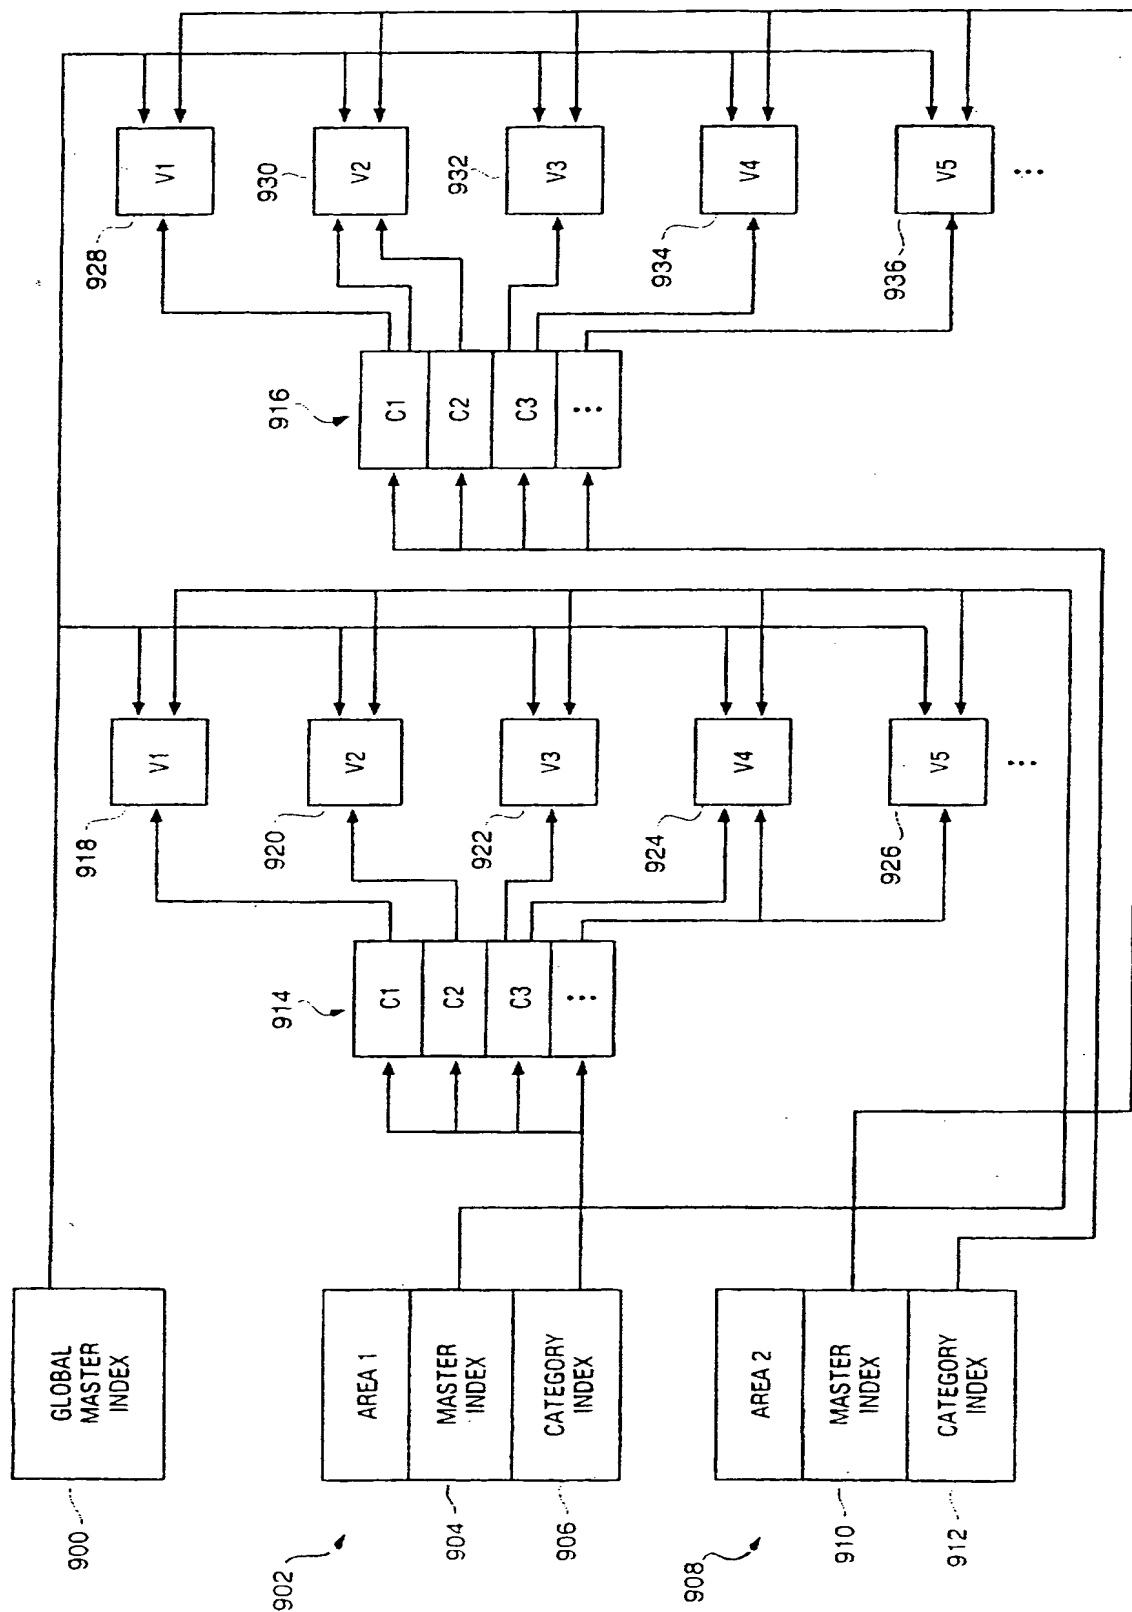 GLOBAL
MASTER
INDEX
900
AREA 1
MASTER
INDEX
CATEGORY
INDEX
902
904
906
AREA 2
MASTER
INDEX
CATEGORY
INDEX
908
910
912
914
C1
C2
C3
...
V1
918
V2
920
V3
922
V4
924
V5
926
...
916
C1
C2
C3
...
V1
928
V2
930
V3
932
V4
934
V5
936
...